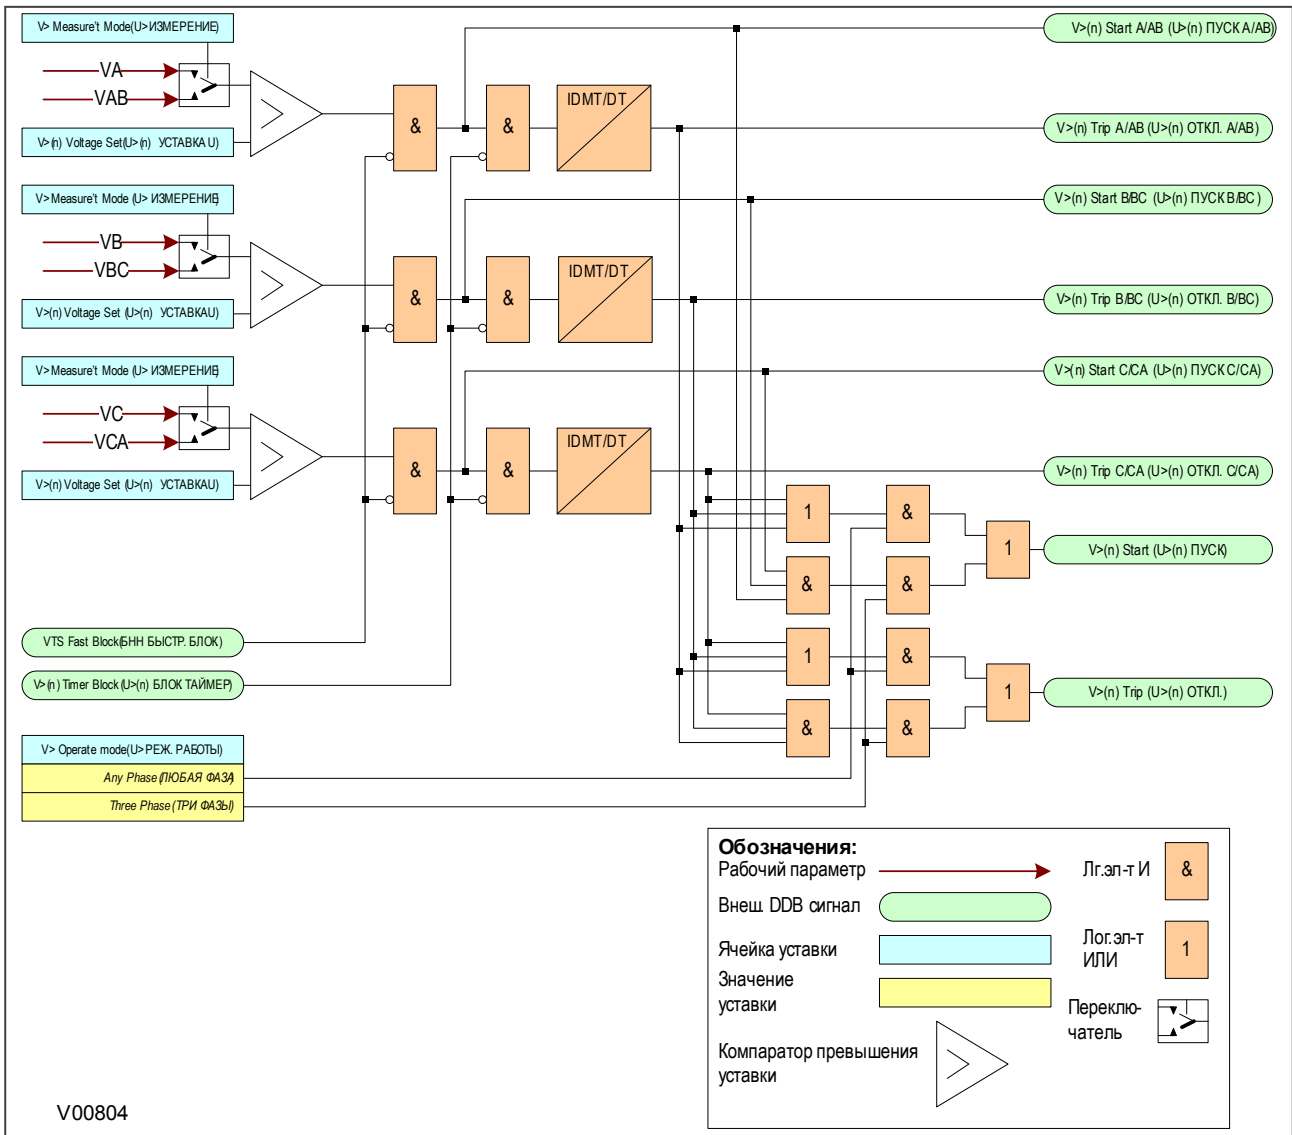 V> Measure't Mode(U>ИЗМЕРЕНИЕ)
V>(n) Start A/AB (U>(n) ПУСК A/AB)
VA
VAB
&
&
IDMT/DT
V>(n) Voltage Set(U>(n) УСТАВКА U)
V>(n) Trip A/AB (U>(n) ОТКЛ. A/AB)
V>Measure't Mode (U> ИЗМЕРЕНИЕ)
V>(n) Start B/BC (U>(n) ПУСК B/BC)
VB
VBC
&
&
IDMT/DT
V>(n) Voltage Set (U>(n) УСТАВКАU)
V>(n) Trip B/BC (U>(n) ОТКЛ. B/BC)
V>Measure't Mode (U> ИЗМЕРЕНИЕ)
V>(n) Start C/CA (U>(n) ПУСК C/CA)
VC
VCA
&
&
IDMT/DT
V>(n) Voltage Set (U>(n) УСТАВКАU)
V>(n) Trip C/CA (U>(n) ОТКЛ. C/CA)
1
&
1
V>(n) Start (U>(n) ПУСК)
&
&
VTS Fast Block(БНН БЫСТР. БЛОК)
1
&
V>(n) Timer Block (U>(n) БЛОК ТАЙМЕР)
1
V>(n) Trip (U>(n) ОТКЛ.)
&
&
V> Operate mode(U>РЕЖ. РАБОТЫ)
Any Phase (ЛЮБАЯ ФАЗА)
Three Phase (ТРИ ФАЗЫ)
Обозначения:
Рабочий параметр
Внеш. DDB сигнал
Ячейка уставки
Значение
уставки
Компаратор превышения
уставки
Лг.эл-т И
&
Лог.эл-т
ИЛИ
1
Переклю-
чатель
V00804